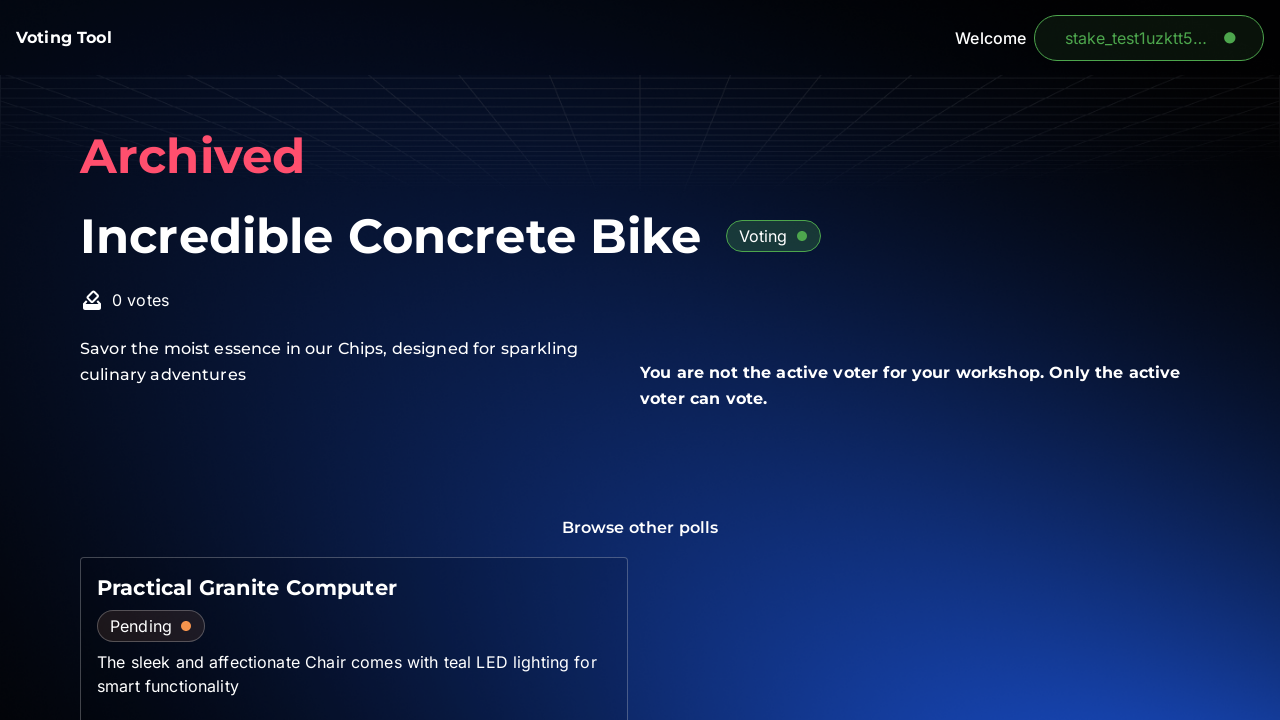 Voting Tool
Welcome
stake_test1uzktt5...
Archived
Incredible Concrete Bike
Voting
0 votes
Savor the moist essence in our Chips, designed for sparkling
culinary adventures
You are not the active voter for your workshop. Only the active
voter can vote.
Browse other polls
Practical Granite Computer
Pending
The sleek and affectionate Chair comes with teal LED lighting for
smart functionality